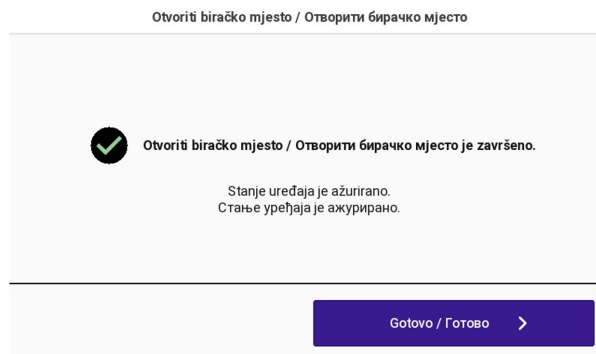 Otvoriti biračko mjesto / Отворити бирачко мјесто
Otvoriti biračko mjesto / Отворити бирачко мјесто je završeno.
Stanje uređaja je ažurirano.
Стање уређаја је ажурирано.
Gotovo / Готово